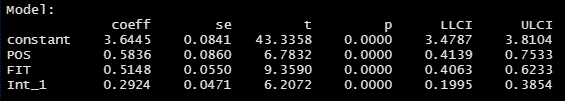 Model:
coeff se t p LLCI ULCI
constant 3.6445 0.0841 43.3358 0.0000 3.4787 3.8104
POS 0.5836 0.0860 6.7832 0.0000 0.4139 0.7533
FIT 0.5148 0.0550 9.3590 0.0000 0.4063 0.6233
Int_1 0.2924 0.0471 6.2072 0.0000 0.1995 0.3854